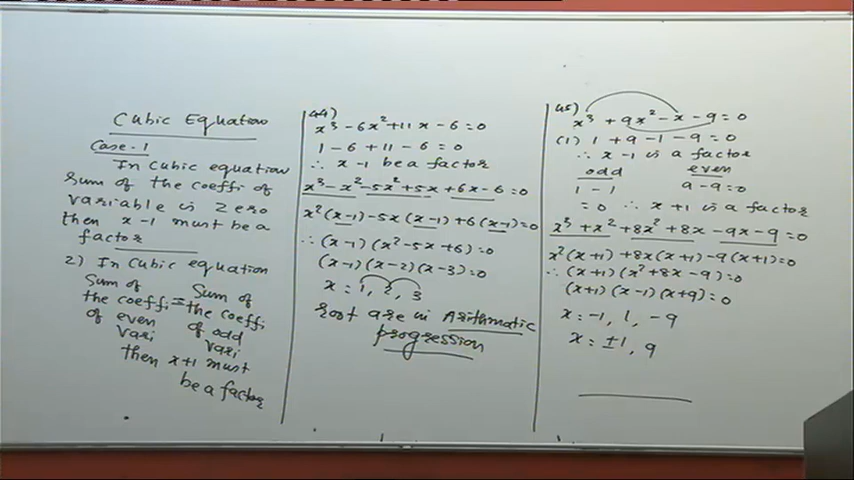 Cubic Equation
Case-1
In cubic equation
sum of the coeffi of
variable is zero
then x-1 must be a
factor
2) In cubic equation
Sum of the coeffi of even vari = Sum of the coeffi of odd vari
then x+1 must
be a factor
44)
x³-6x²+11x-6=0
1-6+11-6=0
∴ x-1 be a factor
x³-x²-5x²+5x+6x-6=0
x²(x-1)-5x(x-1)+6(x-1)=0
∴(x-1)(x²-5x+6)=0
(x-1)(x-2)(x-3)=0
x = 1, 2, 3
root are in Arithmatic
progression
45)
x³+9x²-x-9=0
(1) 1+9-1-9=0
∴ x-1 is a factor
odd even
1-1 9-9=0
=0 ∴ x+1 is a factor
x³+x²+8x²+8x-9x-9=0
x²(x+1)+8x(x+1)-9(x+1)=0
∴(x+1)(x²+8x-9)=0
(x+1)(x-1)(x+9)=0
x=-1, 1, -9
x=±1, 9